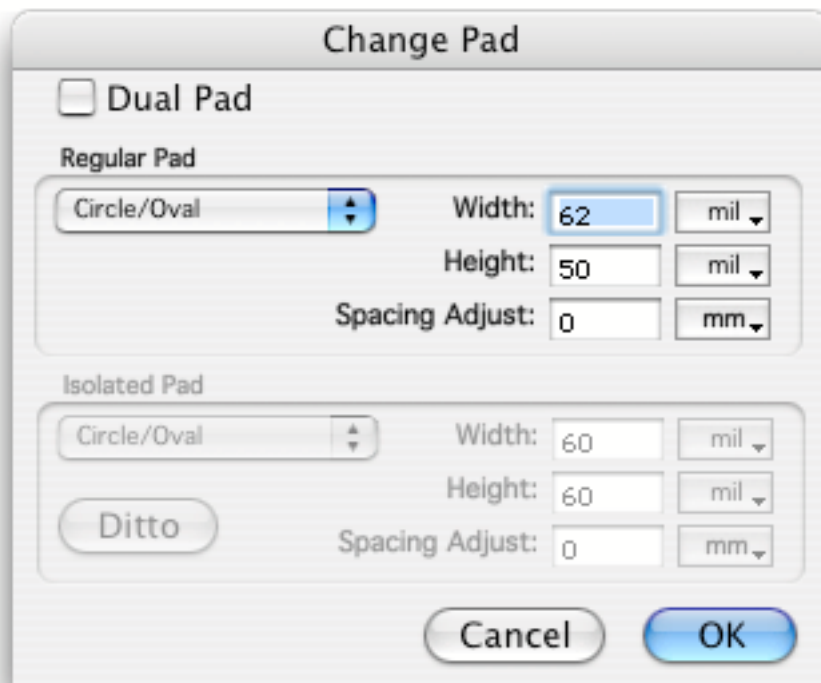 Change Pad
Dual Pad
Regular Pad
Circle/Oval Width: 62 mil
Height: 50 mil
Spacing Adjust: 0 mm
Isolated Pad
Circle/Oval Width: 60 mil
Height: 60 mil
Ditto
Spacing Adjust: 0 mm
Cancel OK